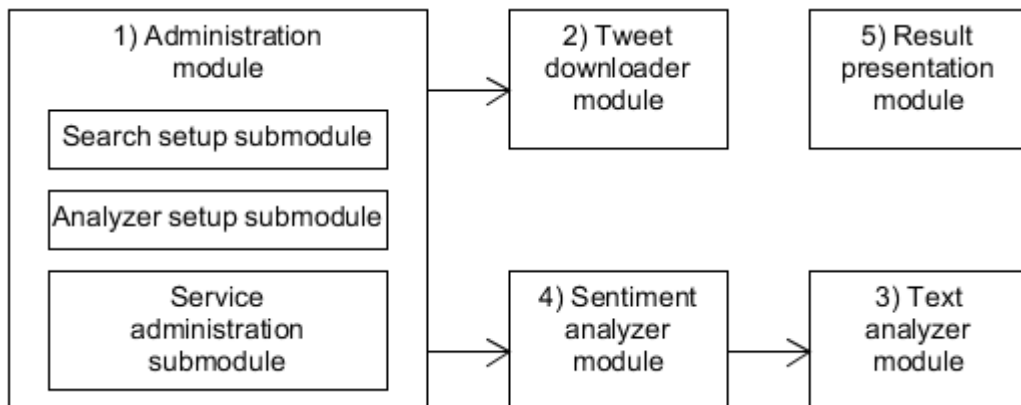 1) Administration
module
Search setup submodule
Analyzer setup submodule
Service
administration
submodule
2) Tweet
downloader
module
5) Result
presentation
module
4) Sentiment
analyzer
module
3) Text
analyzer
module